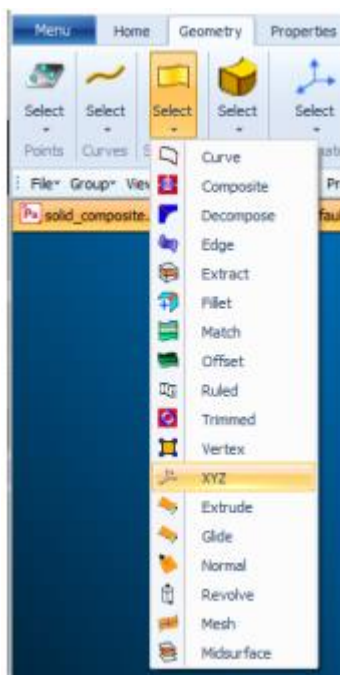 Menu Home Geometry Properties
Select Select Select Select Select
Points Curves
File Group
solid_composite.
Curve
Composite
Decompose
Edge
Extract
Fillet
Match
Offset
Ruled
Trimmed
Vertex
XYZ
Extrude
Glide
Normal
Revolve
Mesh
Midsurface